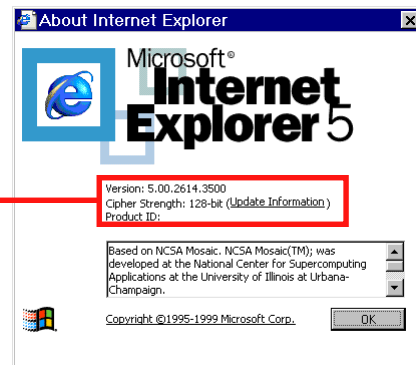 About Internet Explorer
Microsoft®
Internet
Explorer 5
Version: 5.00.2614.3500
Cipher Strength: 128-bit (Update Information )
Product ID:
Based on NCSA Mosaic. NCSA Mosaic(TM); was
developed at the National Center for Supercomputing
Applications at the University of Illinois at Urbana-
Champaign.
Copyright ©1995-1999 Microsoft Corp.
OK